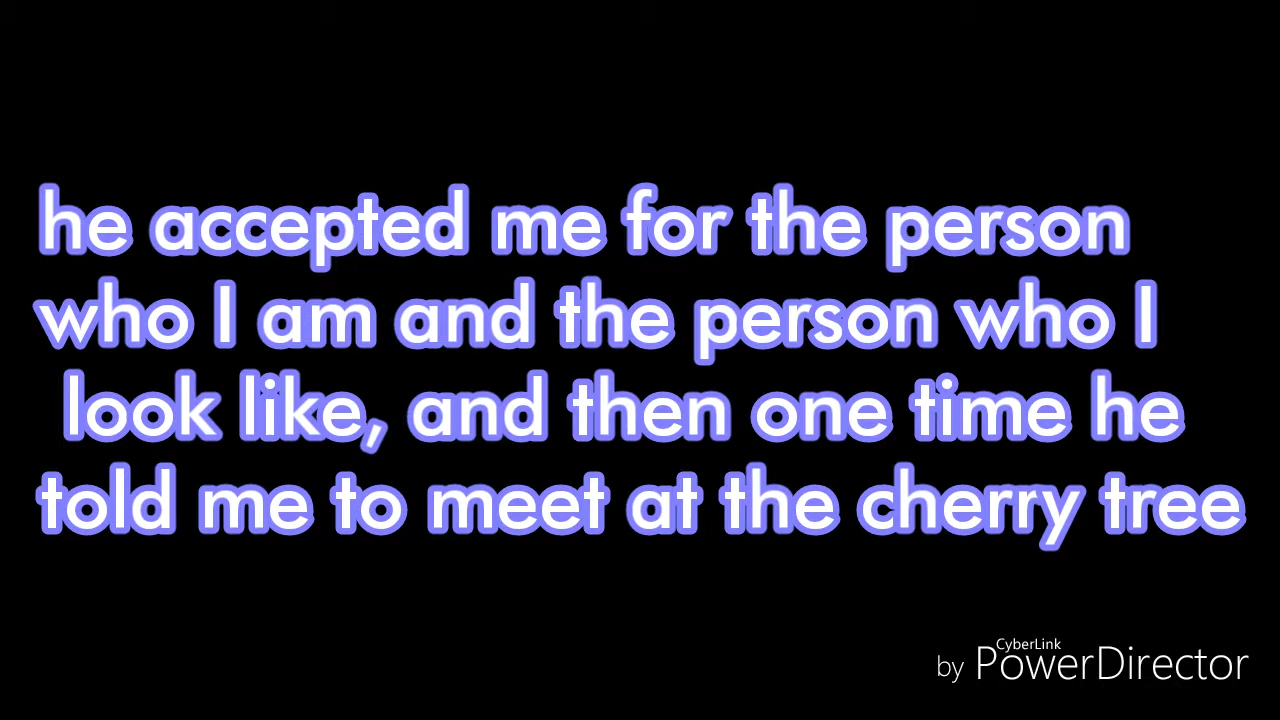 he accepted me for the person
who I am and the person who I
look like, and then one time he
told me to meet at the cherry tree
CyberLink
by PowerDirector